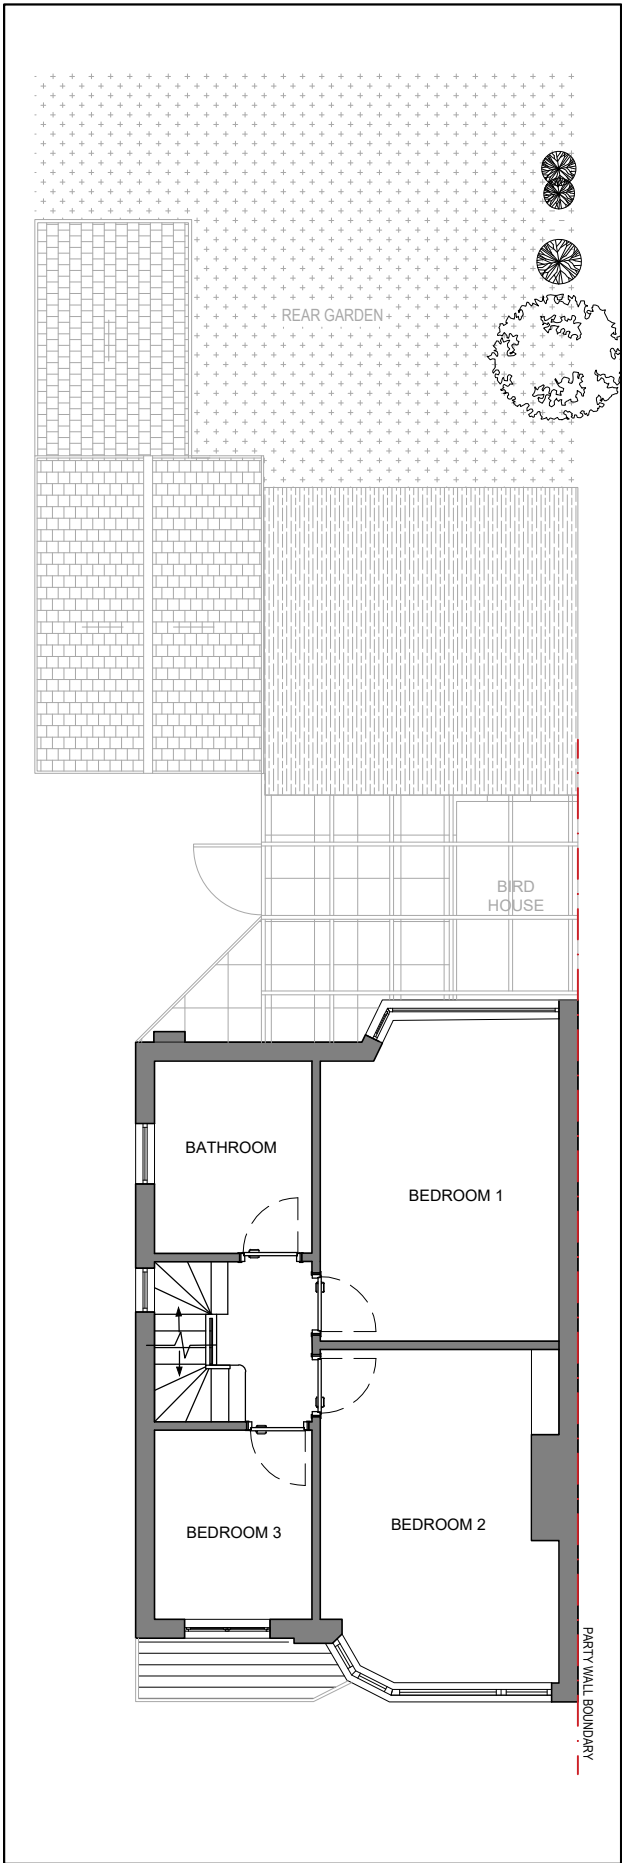 REAR GARDEN
BIRD
HOUSE
BATHROOM
BEDROOM 1
BEDROOM 3
BEDROOM 2
PARTY WALL BOUNDARY